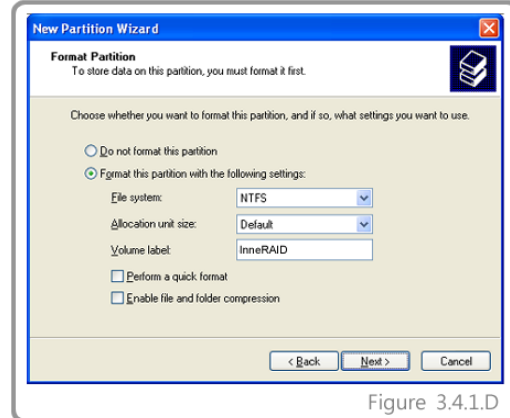 New Partition Wizard
Format Partition
To store data on this partition, you must format it first.
Choose whether you want to format this partition, and if so, what settings you want to use.
Do not format this partition
Format this partition with the following settings:
File system: NTFS
Allocation unit size: Default
Volume label: InneRAID
Perform a quick format
Enable file and folder compression
< Back Next > Cancel
Figure 3.4.1.D